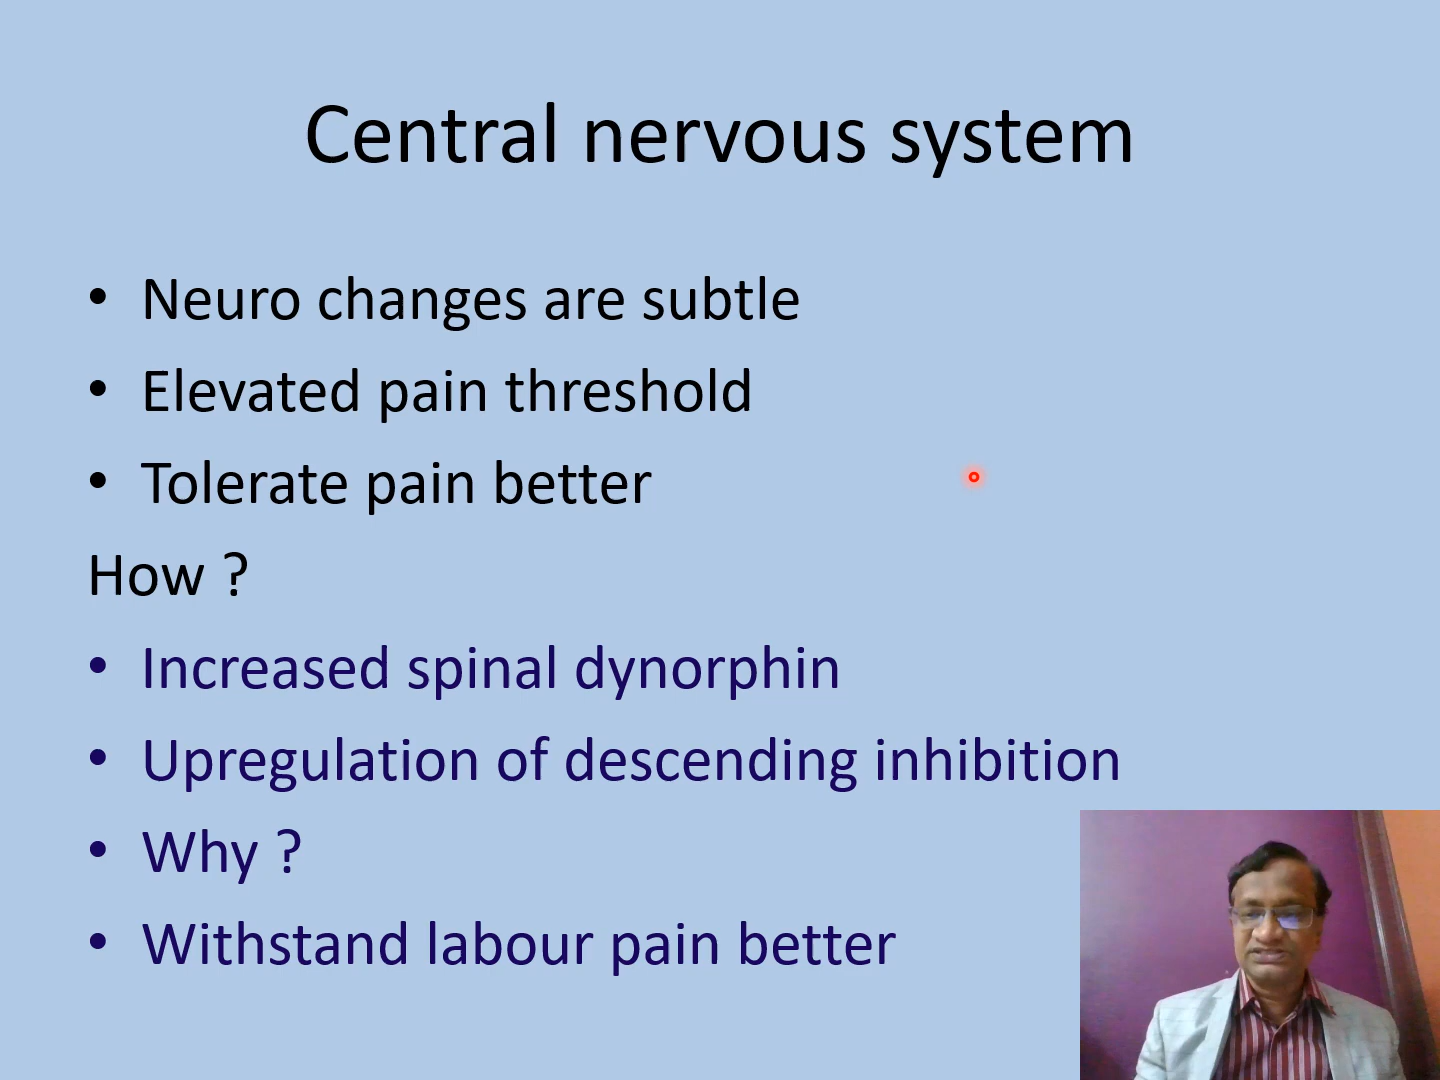 Central nervous system
• Neuro changes are subtle
• Elevated pain threshold
• Tolerate pain better
How ?
• Increased spinal dynorphin
• Upregulation of descending inhibition
• Why ?
• Withstand labour pain better